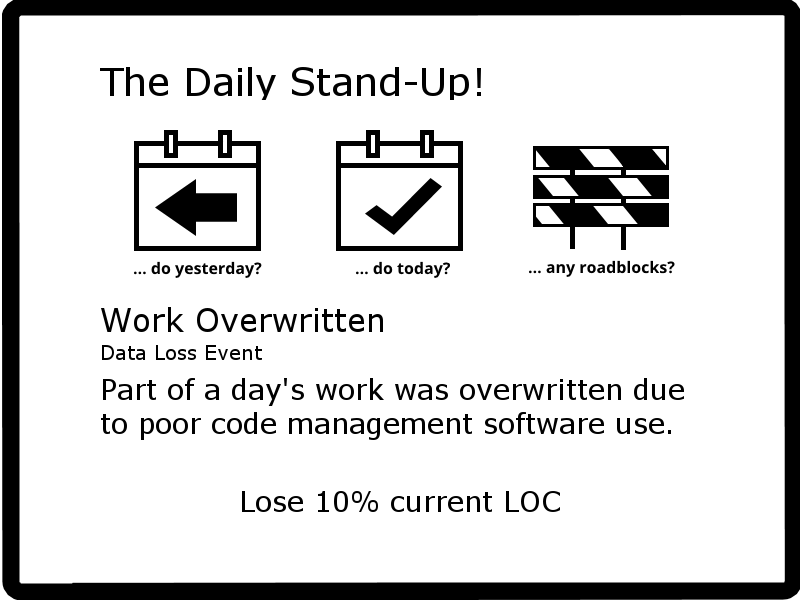 The Daily Stand-Up!
... do yesterday?
... do today?
... any roadblocks?
Work Overwritten
Data Loss Event
Part of a day's work was overwritten due
to poor code management software use.
Lose 10% current LOC